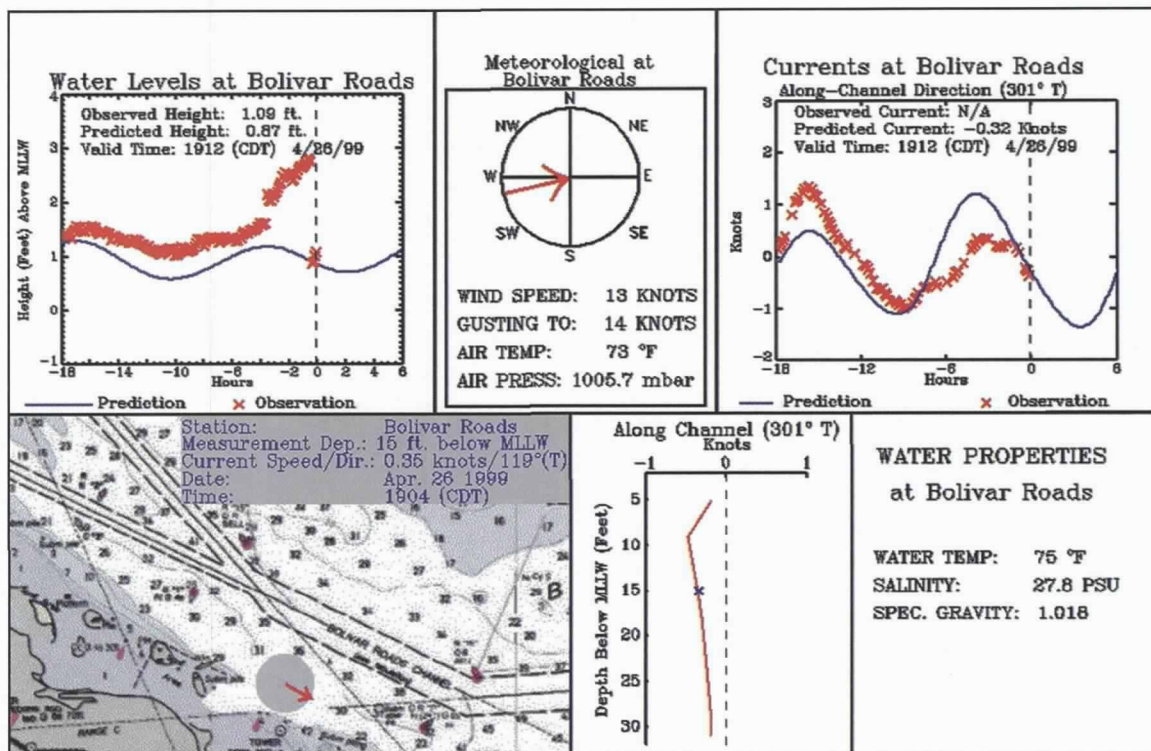 Water Levels at Bolivar Roads
4
3
2
1
0
-1
Height (Feet) Above MLLW
Observed Height: 1.09 ft.
Predicted Height: 0.87 ft.
Valid Time: 1912 (CDT) 4/26/99
-18 -10 -2 6
Hours
Prediction Observation
Meteorological at
Bolivar Roads
N
NW NE
W E
SW SE
S
WIND SPEED: 13 KNOTS
GUSTING TO: 14 KNOTS
AIR TEMP: 73 °F
AIR PRESS: 1005.7 mbar
Currents at Bolivar Roads
Along-Channel Direction (301° T)
3
Observed Current: N/A
Predicted Current: -0.32 Knots
Valid Time: 1912 (CDT) 4/26/99
1
0
-1
-2
Knots
-18 -12 -6 0 6
Hours
Prediction Observation
Station: Bolivar Roads
Measurement Dep.: 15 ft. below MLLW
Current Speed/Dir.: 0.35 knots/119°(T)
Date: Apr. 26 1999
Time: 1904 (CDT)
BOLIVAR ROADS CHANNEL
B
RANGE C
TOWER
Along Channel (301° T)
Knots
-1 0 1
5
10
15
20
25
30
Depth Below MLLW (Feet)
WATER PROPERTIES
at Bolivar Roads
WATER TEMP: 75 °F
SALINITY: 27.8 PSU
SPEC. GRAVITY: 1.018